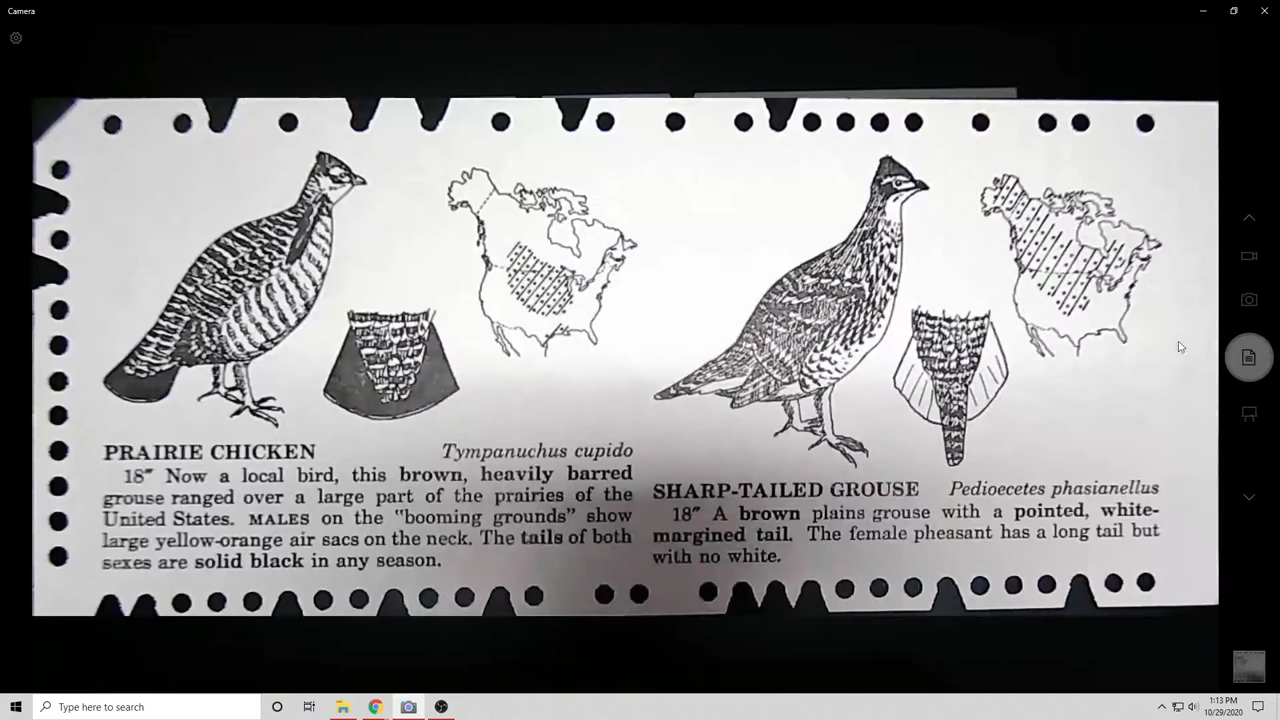 Camera
PRAIRIE CHICKEN Tympanuchus cupido
18″ Now a local bird, this brown, heavily barred
grouse ranged over a large part of the prairies of the
United States. MALES on the "booming grounds" show
large yellow-orange air sacs on the neck. The tails of both
sexes are solid black in any season.
SHARP-TAILED GROUSE Pedioecetes phasianellus
18″ A brown plains grouse with a pointed, white-
margined tail. The female pheasant has a long tail but
with no white.
Type here to search
1:13 PM
10/29/2020